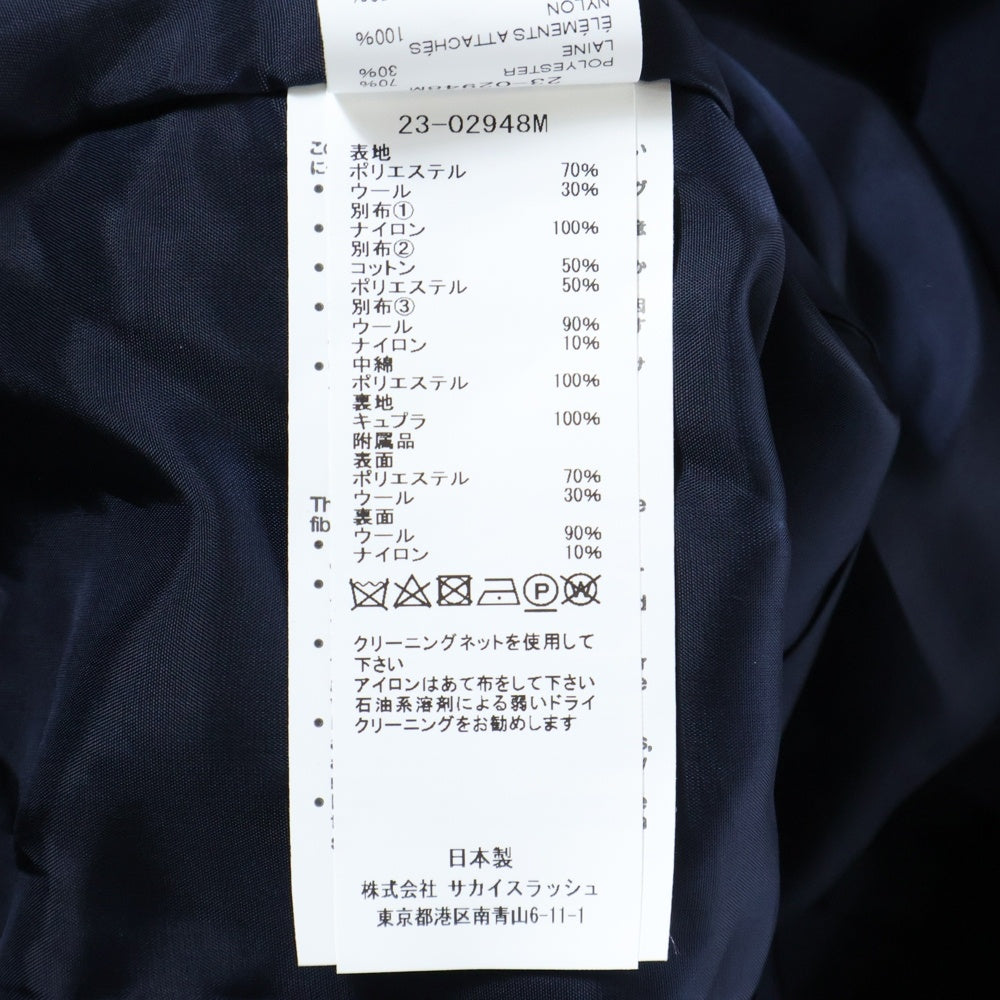 NYLON
ÉLÉMENTS ATTACHÉS 100%
LAINE 30%
POLYESTER 70%
23-02948M
23-02948M
表地
ポリエステル 70%
ウール 30%
別布①
ナイロン 100%
別布②
コットン 50%
ポリエステル 50%
別布③
ウール 90%
ナイロン 10%
中綿
ポリエステル 100%
裏地
キュプラ 100%
附属品
表面
ポリエステル 70%
ウール 30%
裏面
ウール 90%
ナイロン 10%
P W
クリーニングネットを使用して
下さい
アイロンはあて布をして下さい
石油系溶剤による弱いドライ
クリーニングをお勧めします
日本製
株式会社 サカイスラッシュ
東京都港区南青山6-11-1